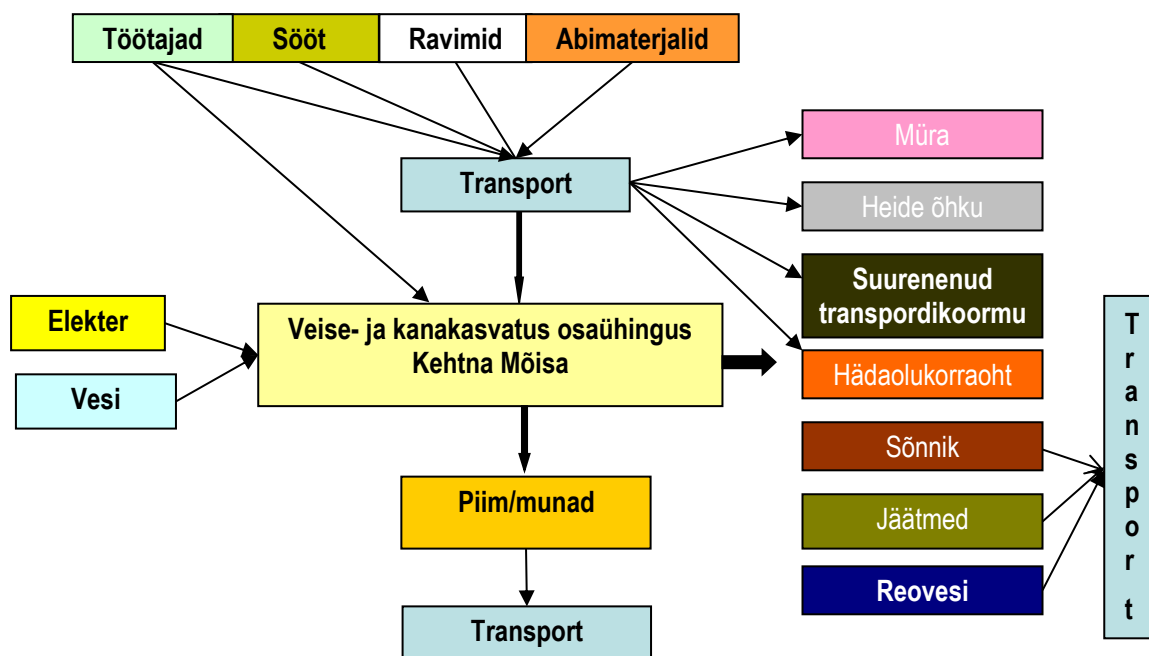 Töötajad
Sööt
Ravimid
Abimaterjalid
Müra
Transport
Heide õhku
Suurenenud
transpordikoormu
Elekter
Veise- ja kanakasvatus osaühingus
Kehtna Mõisa
Hädaolukorraoht
Vesi
Sõnnik
Piim/munad
Jäätmed
Reovesi
Transport
Transport